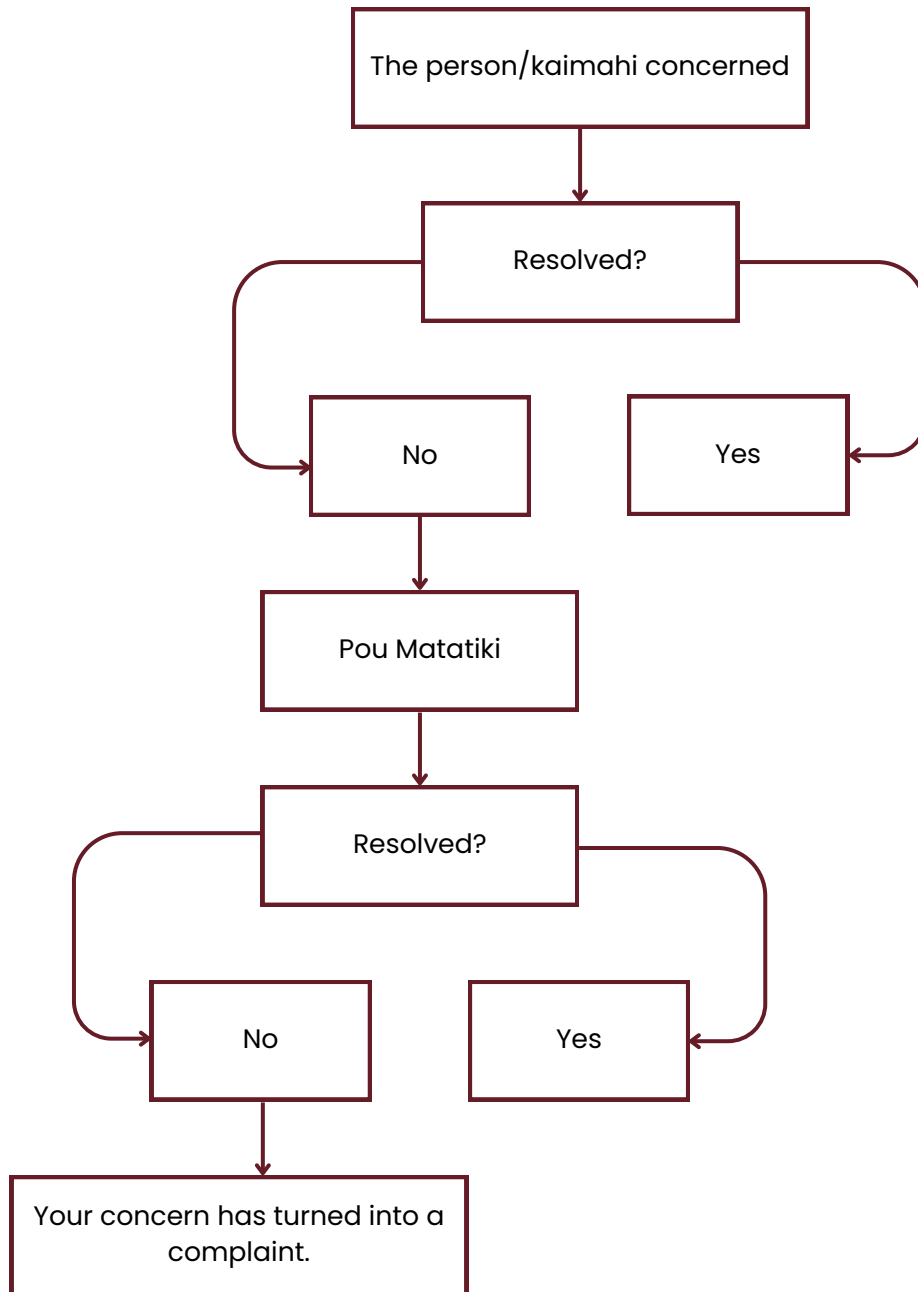 The person/kaimahi concerned
Resolved?
No
Yes
Pou Matatiki
Resolved?
No
Yes
Your concern has turned into a
complaint.